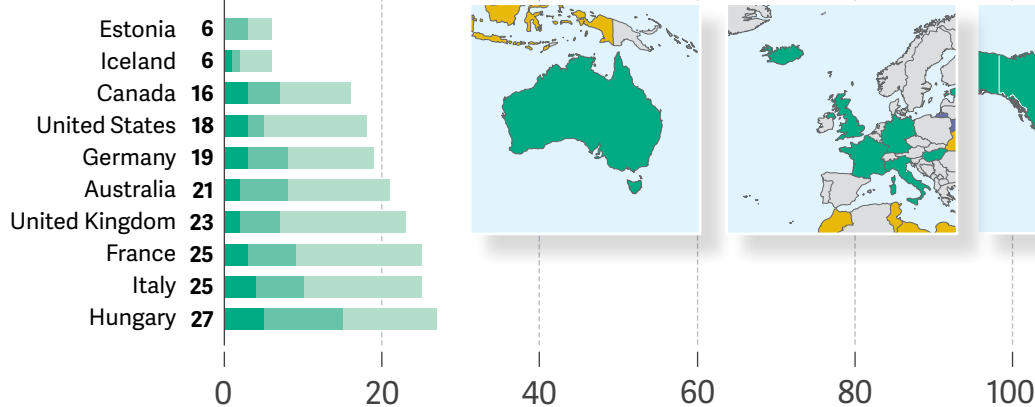 Estonia 6
Iceland 6
Canada 16
United States 18
Germany 19
Australia 21
United Kingdom 23
France 25
Italy 25
Hungary 27
0 20 40 60 80 100